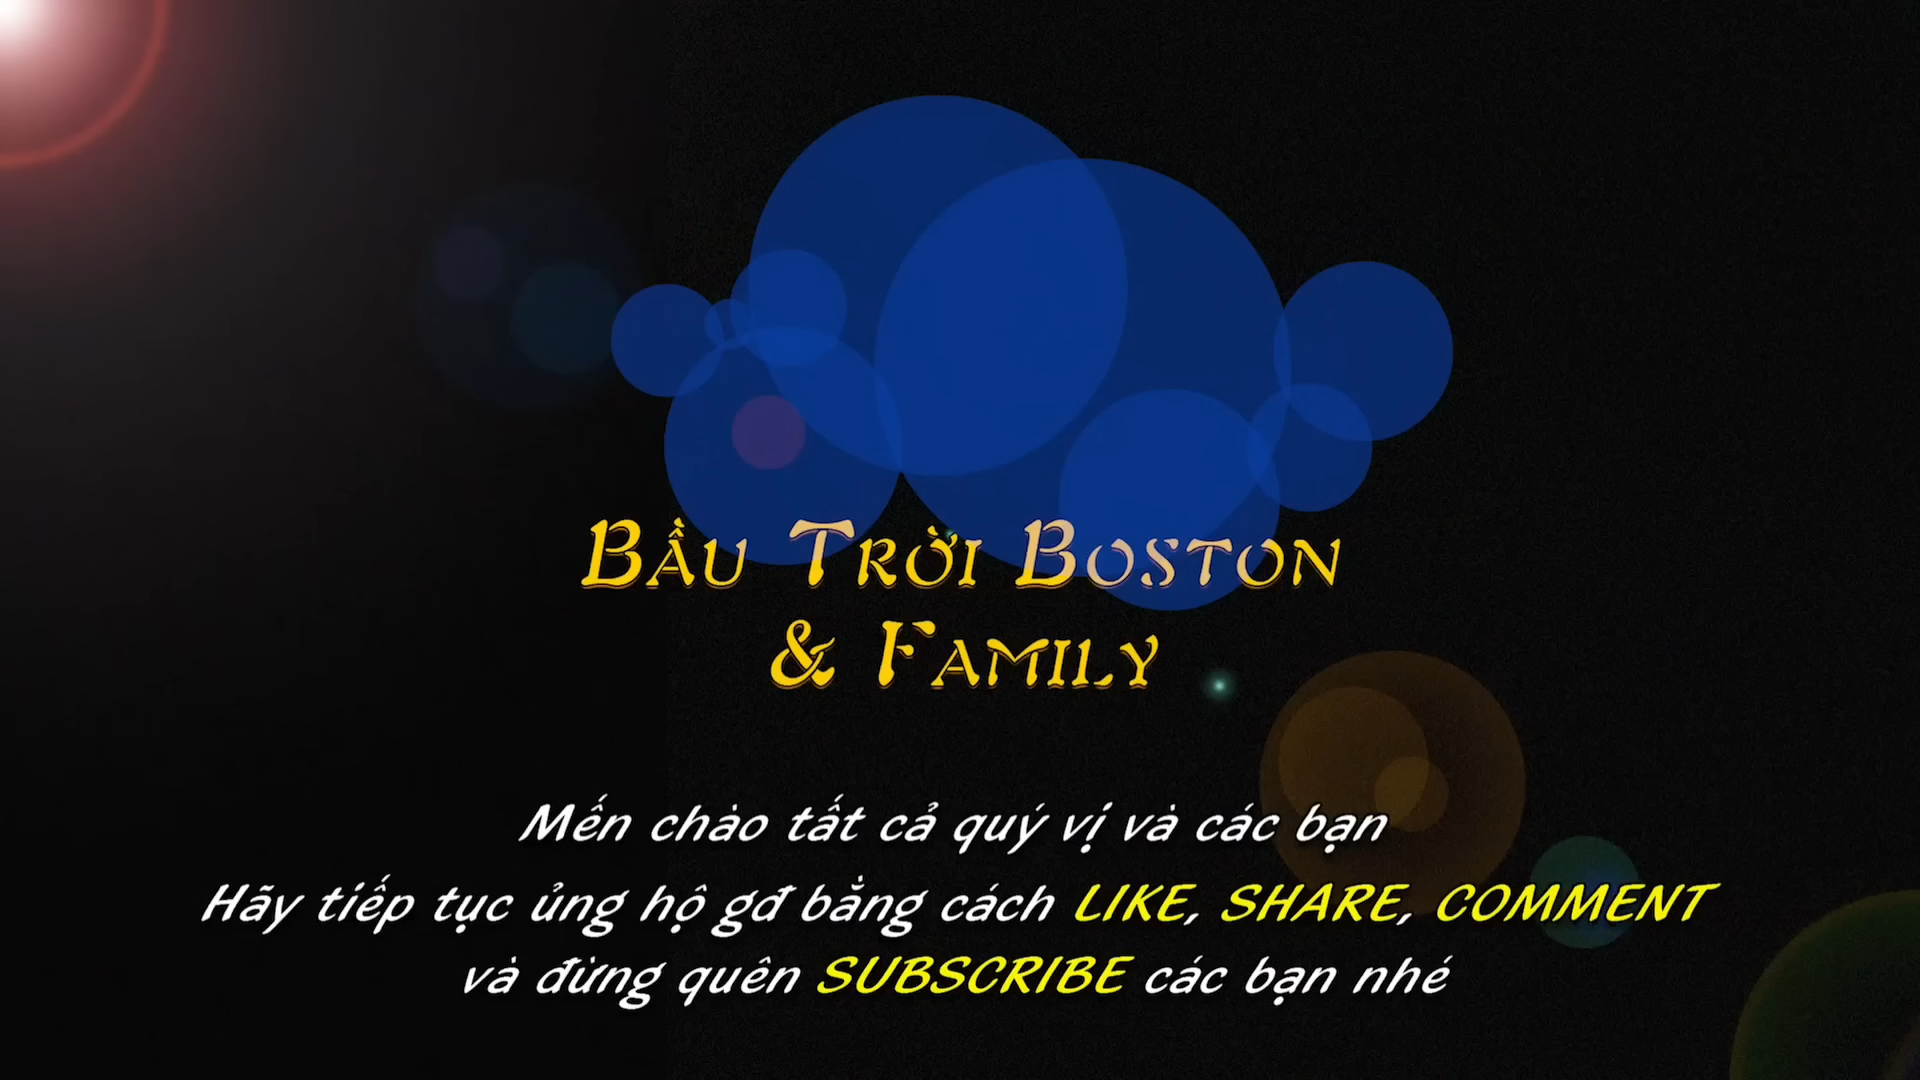 Bầu Trời Boston
& Family
Mến chào tất cả quý vị và các bạn
Hãy tiếp tục ủng hộ gđ bằng cách LIKE, SHARE, COMMENT
và đừng quên SUBSCRIBE các bạn nhé